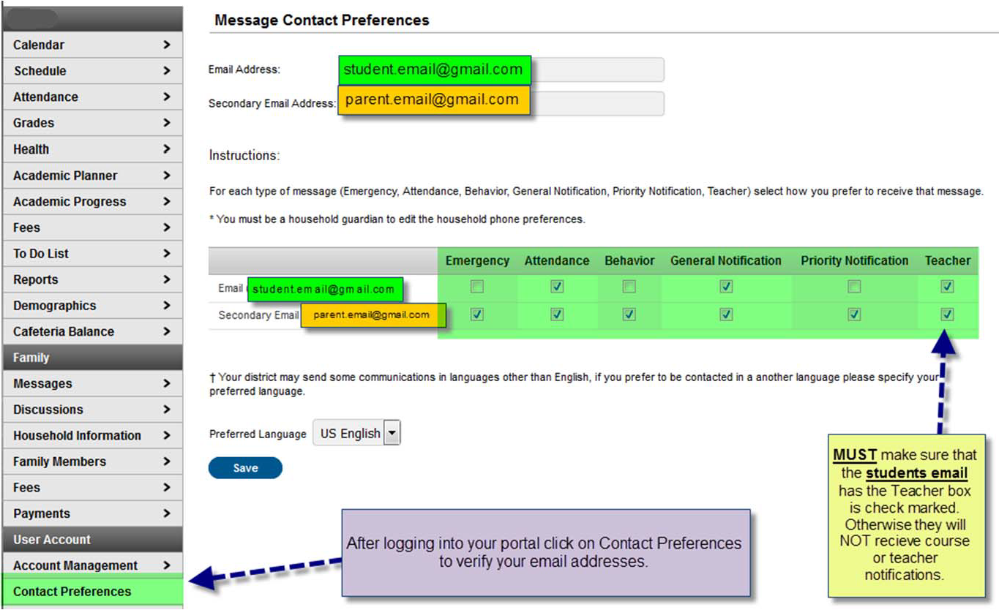 Message Contact Preferences
Calendar
Schedule
Attendance
Grades
Health
Academic Planner
Academic Progress
Fees
To Do List
Reports
Demographics
Cafeteria Balance
Family
Messages
Discussions
Household Information
Family Members
Fees
Payments
User Account
Account Management
Contact Preferences
Email Address: student.email@gmail.com
Secondary Email Address: parent.email@gmail.com
Instructions:
For each type of message (Emergency, Attendance, Behavior, General Notification, Priority Notification, Teacher) select how you prefer to receive that message.
* You must be a household guardian to edit the household phone preferences.
Emergency Attendance Behavior General Notification Priority Notification Teacher
Email student.email@gmail.com
Secondary Email parent.email@gmail.com
† Your district may send some communications in languages other than English, if you prefer to be contacted in a another language please specify your
preferred language.
Preferred Language US English
Save
After logging into your portal click on Contact Preferences
to verify your email addresses.
MUST make sure that
the students email
has the Teacher box
is check marked.
Otherwise they will
NOT recieve course
or teacher
notifications.